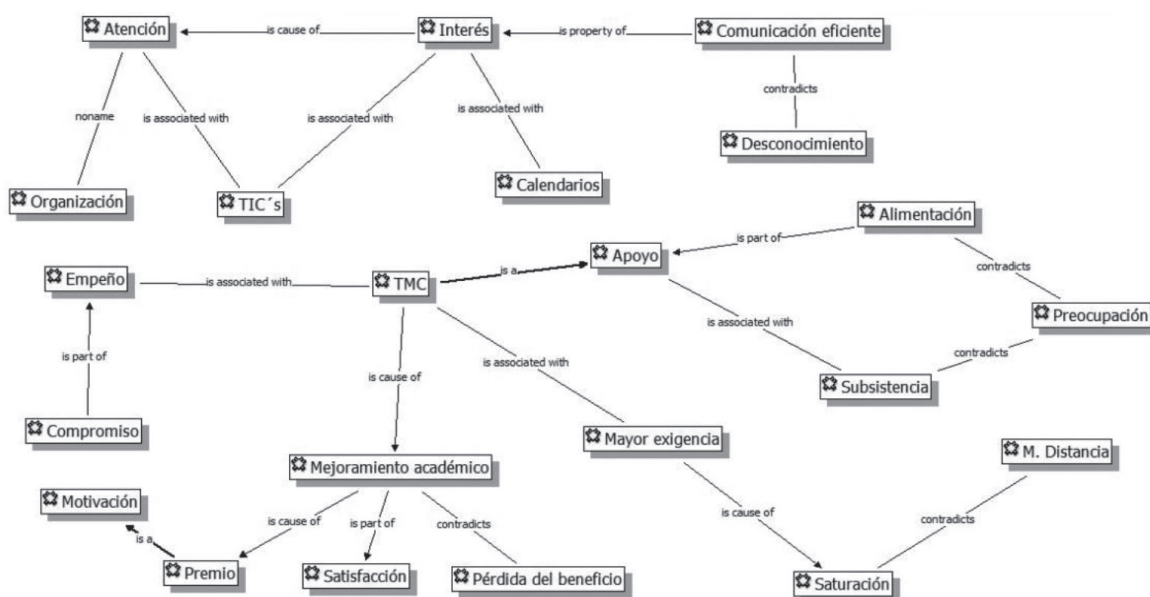 Atención
is cause of
Interés
is property of
Comunicación eficiente
noname
is associated with
is associated with
is associated with
contradicts
Organización
TIC´s
Calendarios
Desconocimiento
Alimentación
is part of
Apoyo
contradicts
Empeño
is associated with
TMC
is a
Preocupación
is associated with
contradicts
is part of
is cause of
is associated with
Subsistencia
Compromiso
Mayor exigencia
M. Distancia
Mejoramiento académico
Motivación
is cause of
is part of
contradicts
is cause of
contradicts
is a
Premio
Satisfacción
Pérdida del beneficio
Saturación